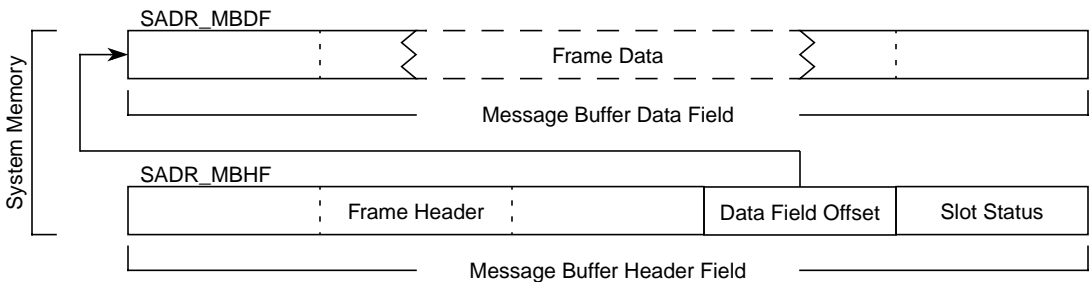 SADR_MBDF
Frame Data
Message Buffer Data Field
System Memory
SADR_MBHF
Frame Header
Data Field Offset
Slot Status
Message Buffer Header Field